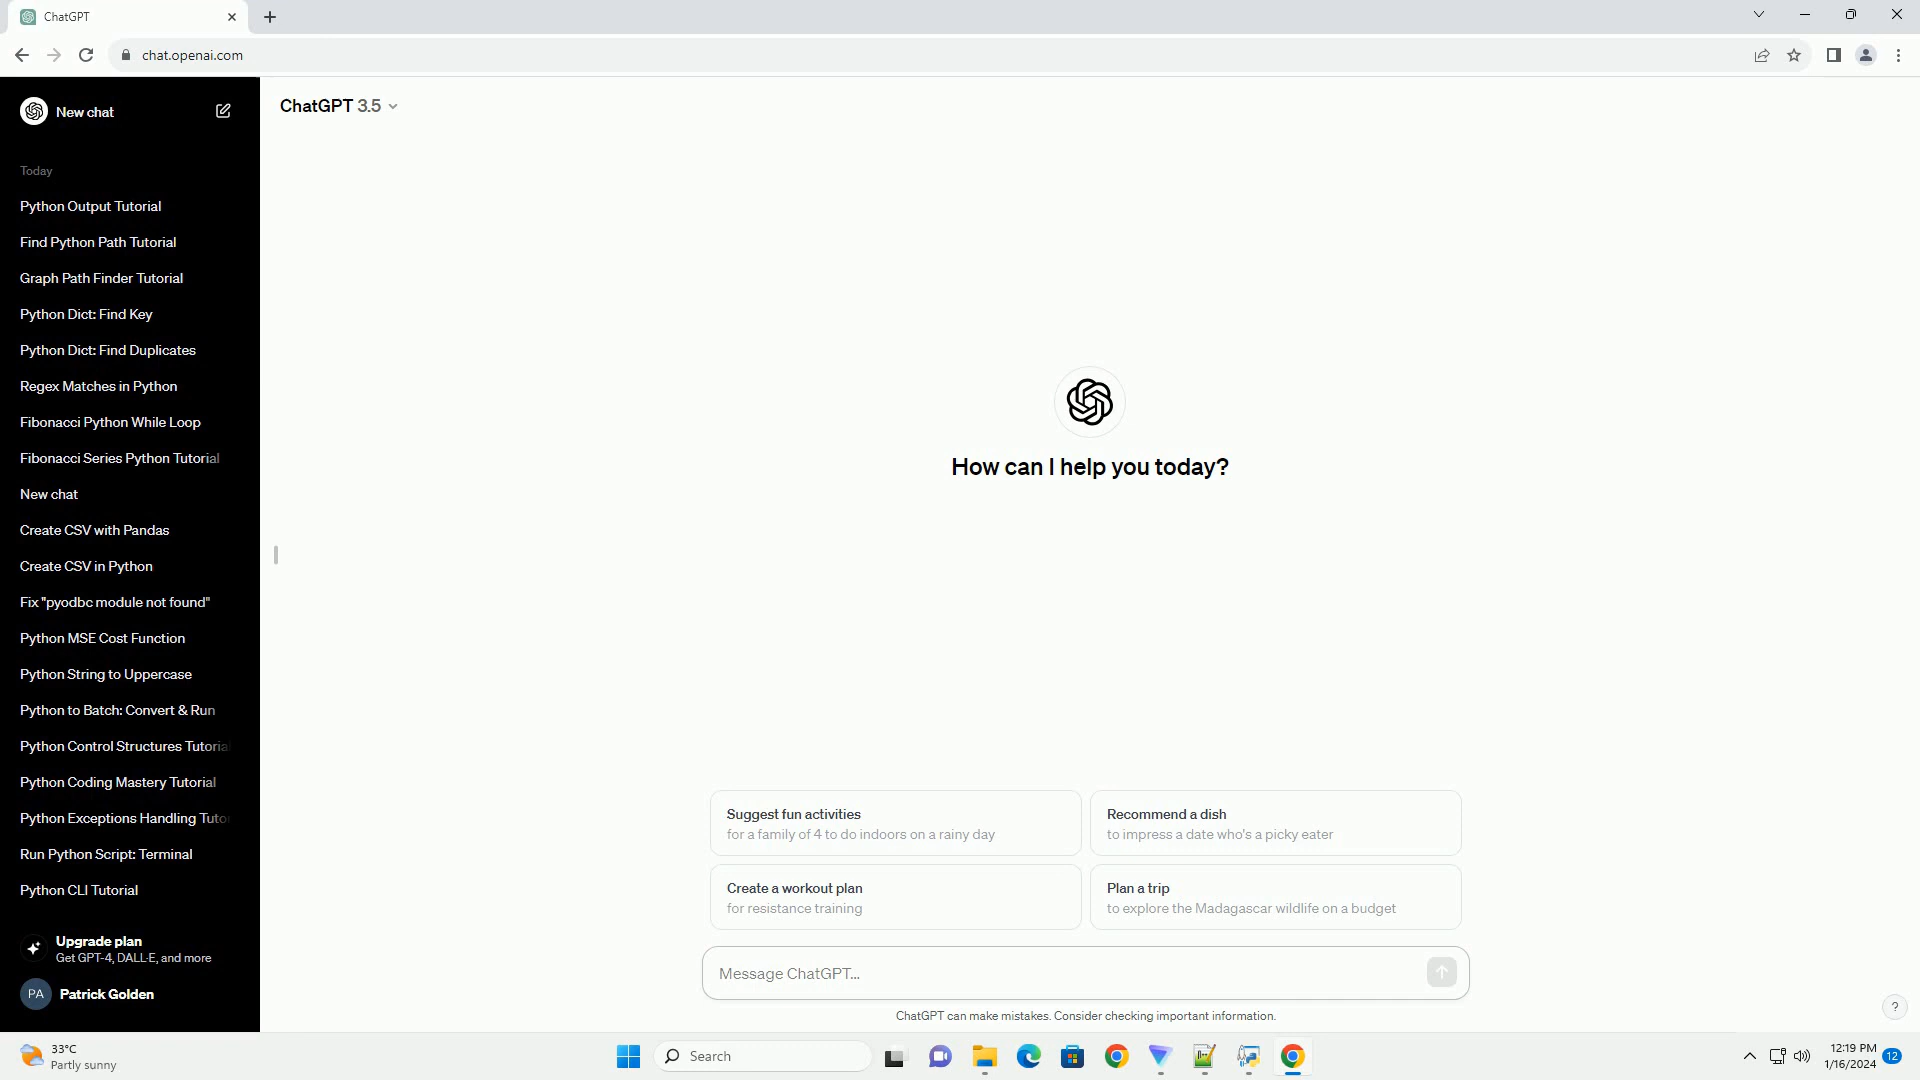 ChatGPT
chat.openai.com
New chat
ChatGPT 3.5
Today
Python Output Tutorial
Find Python Path Tutorial
Graph Path Finder Tutorial
Python Dict: Find Key
Python Dict: Find Duplicates
Regex Matches in Python
Fibonacci Python While Loop
Fibonacci Series Python Tutorial
New chat
Create CSV with Pandas
Create CSV in Python
Fix "pyodbc module not found"
Python MSE Cost Function
Python String to Uppercase
Python to Batch: Convert & Run
Python Control Structures Tutoria
Python Coding Mastery Tutorial
Python Exceptions Handling Tuto
Run Python Script: Terminal
Python CLI Tutorial
Upgrade plan
Get GPT-4, DALL·E, and more
PA
Patrick Golden
How can I help you today?
Suggest fun activities
for a family of 4 to do indoors on a rainy day
Recommend a dish
to impress a date who's a picky eater
Create a workout plan
for resistance training
Plan a trip
to explore the Madagascar wildlife on a budget
Message ChatGPT...
ChatGPT can make mistakes. Consider checking important information.
?
33°C
Partly sunny
Search
12:19 PM
1/16/2024
12